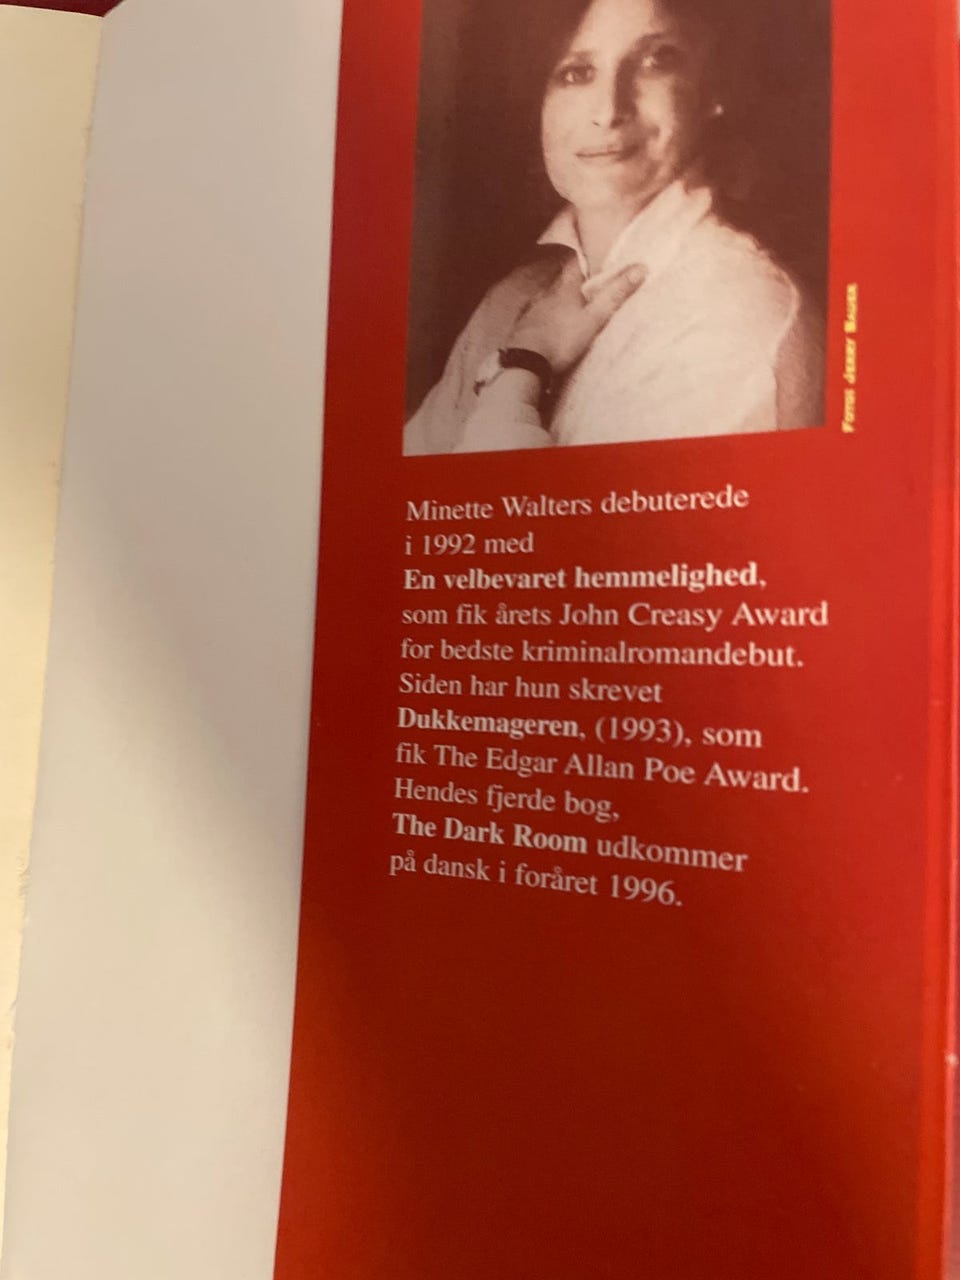 Foto: Jerry Bauer
Minette Walters debuterede
i 1992 med
En velbevaret hemmelighed,
som fik årets John Creasy Award
for bedste kriminalromandebut.
Siden har hun skrevet
Dukkemageren, (1993), som
fik The Edgar Allan Poe Award.
Hendes fjerde bog,
The Dark Room udkommer
på dansk i foråret 1996.